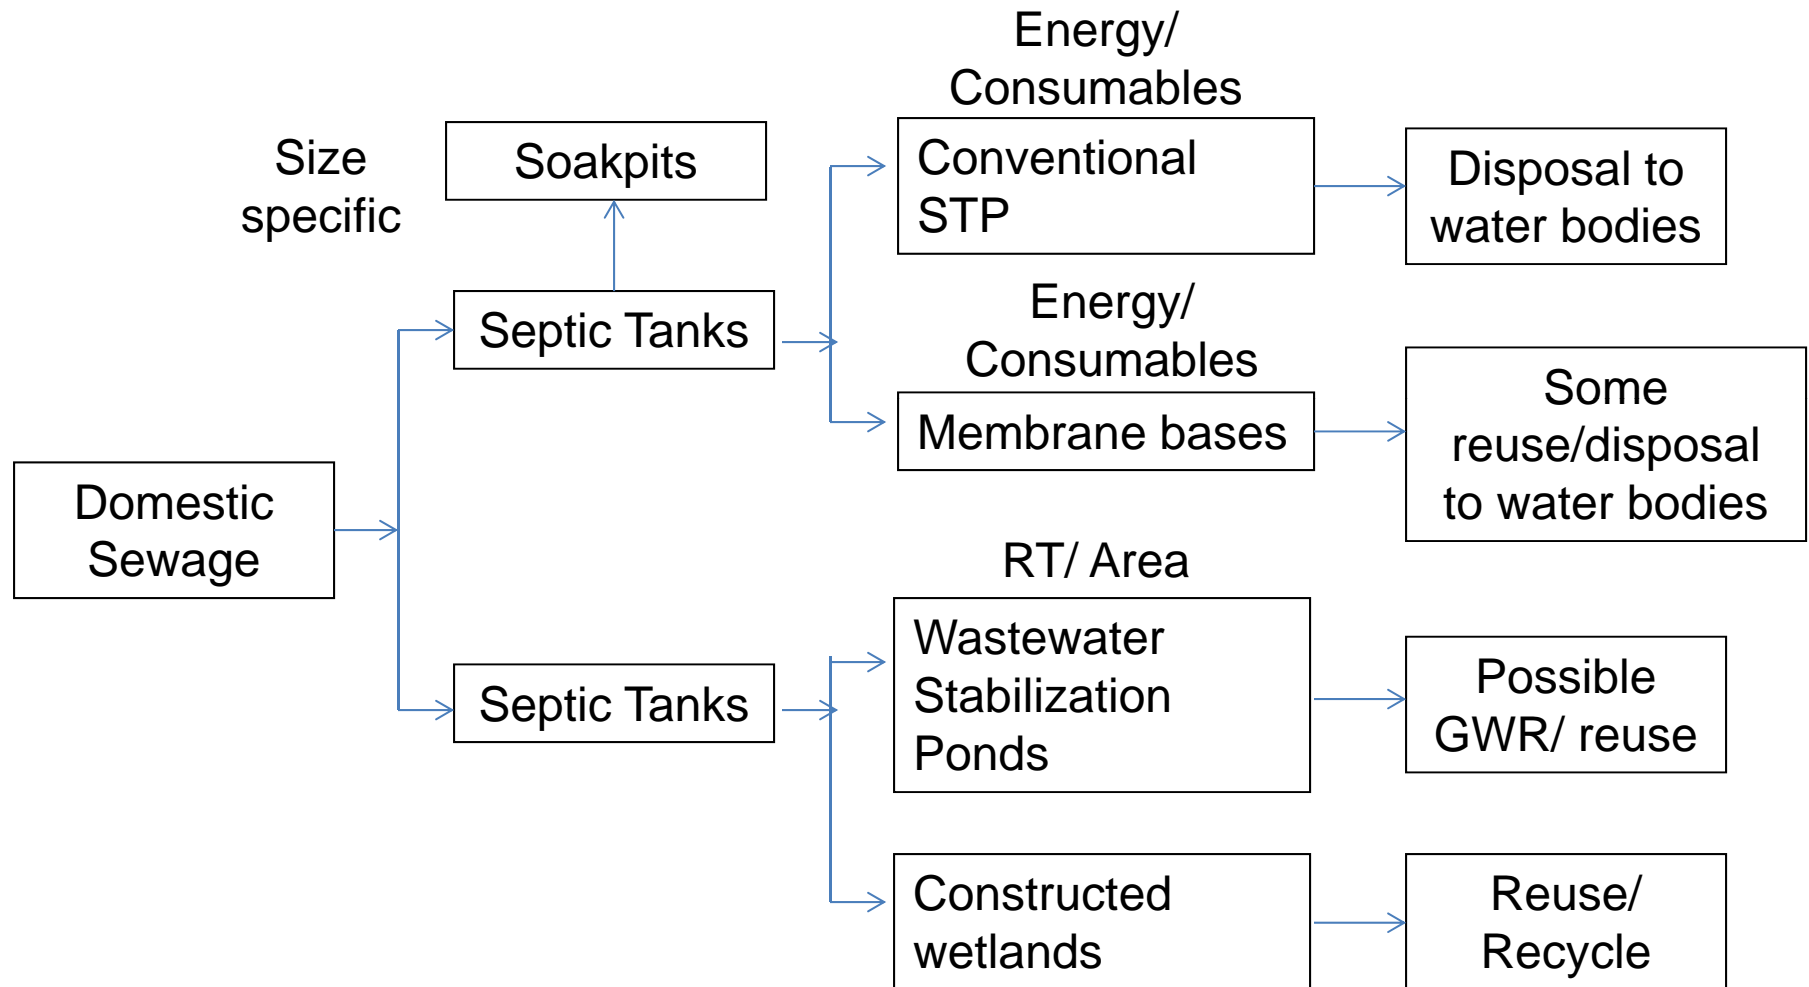 Energy/
Consumables
Size
specific
Soakpits
Conventional
STP
Disposal to
water bodies
Septic Tanks
Energy/
Consumables
Membrane bases
Some
reuse/disposal
to water bodies
Domestic
Sewage
RT/ Area
Septic Tanks
Wastewater
Stabilization
Ponds
Possible
GWR/ reuse
Constructed
wetlands
Reuse/
Recycle